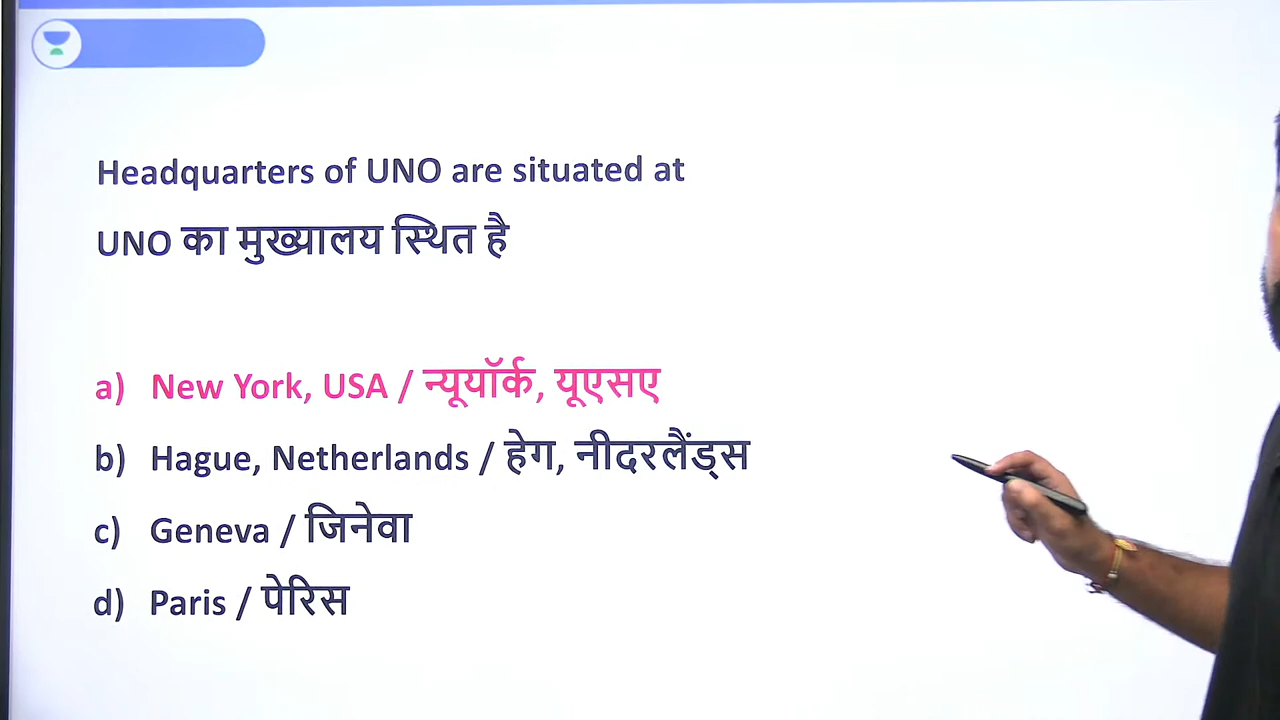 Headquarters of UNO are situated at
UNO का मुख्यालय स्थित है
a) New York, USA / न्यूयॉर्क, यूएसए
b) Hague, Netherlands / हेग, नीदरलैंड्स
c) Geneva / जिनेवा
d) Paris / पेरिस